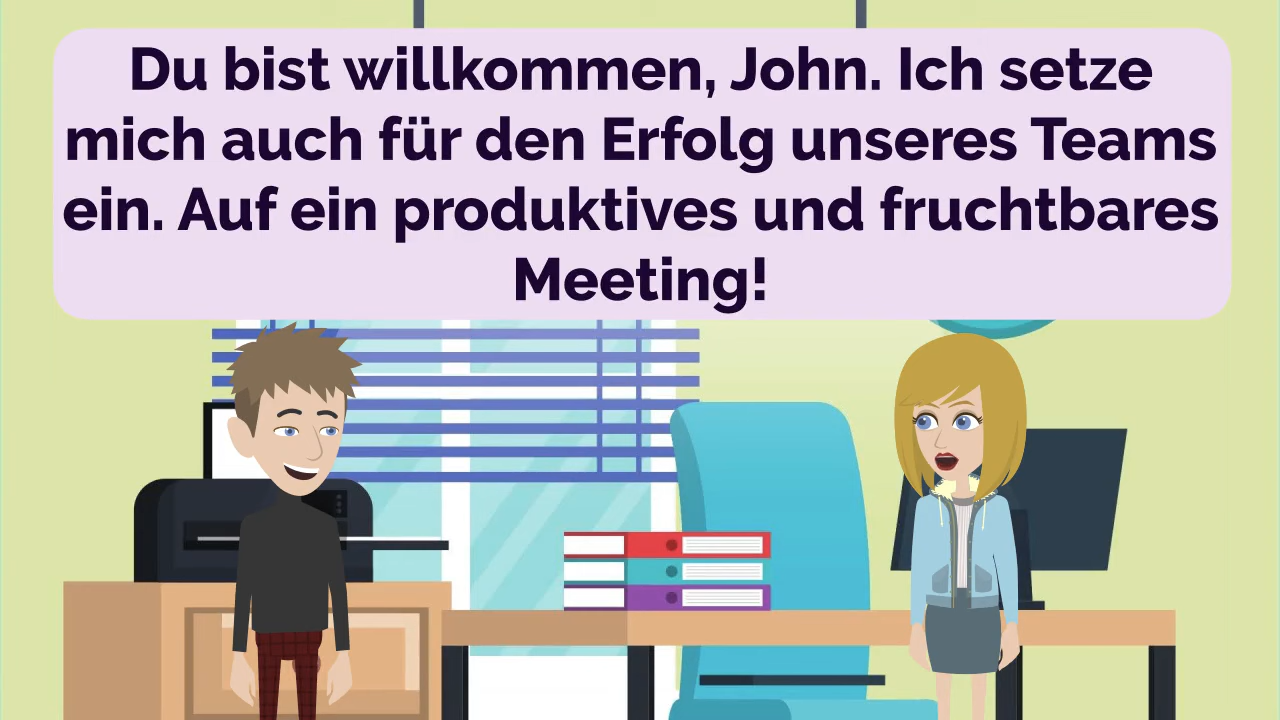 Du bist willkommen, John. Ich setze
mich auch für den Erfolg unseres Teams
ein. Auf ein produktives und fruchtbares
Meeting!